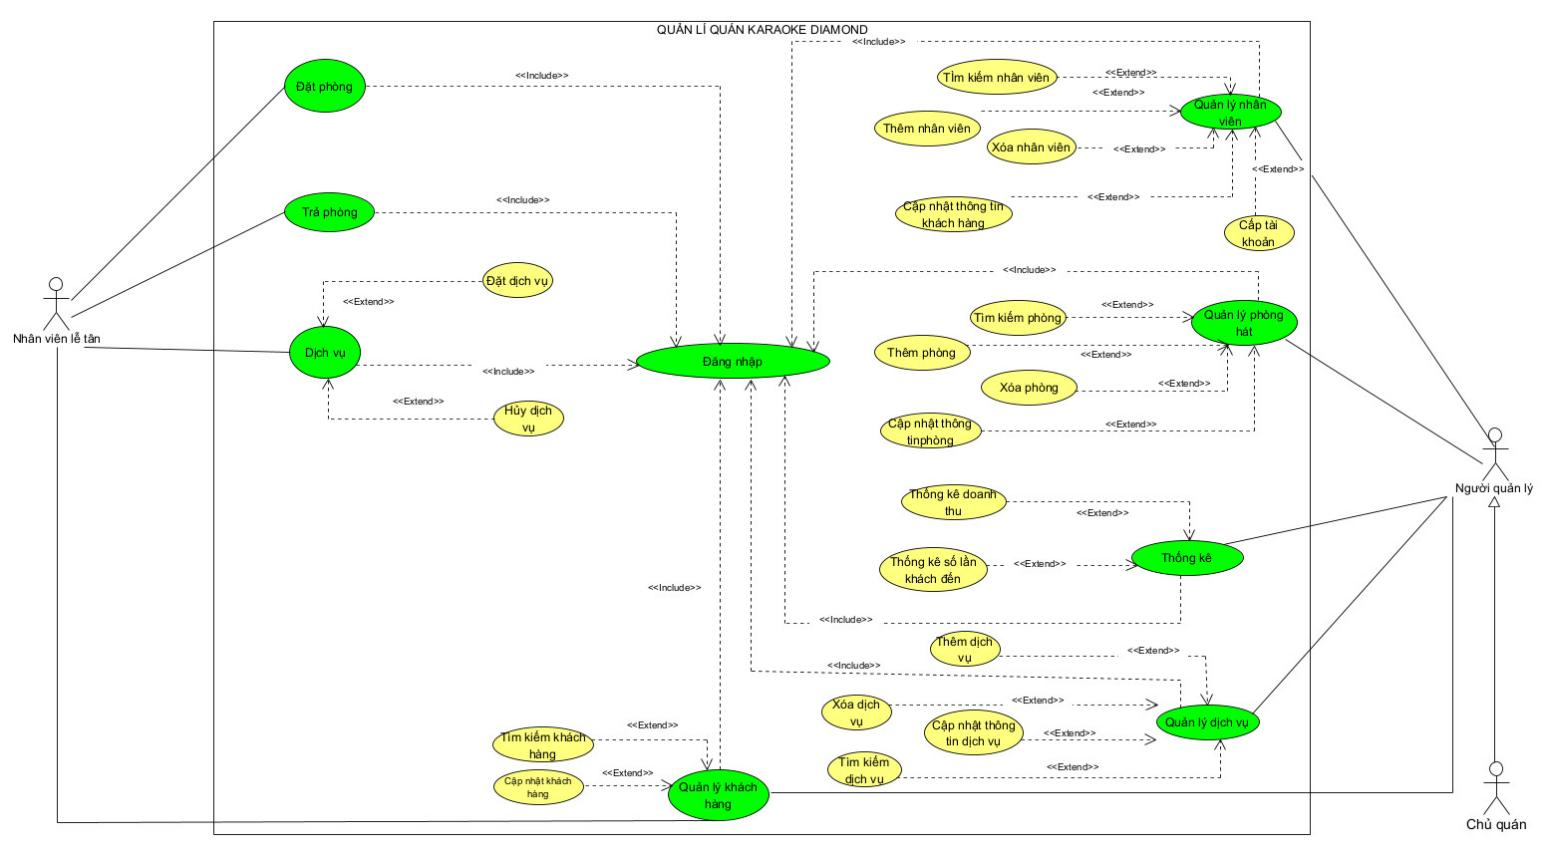 QUẢN LÍ QUÁN KARAOKE DIAMOND
<<Include>>
Đặt phòng
<<Include>>
TÌm kiếm nhân viên
<<Extend>>
<<Extend>>
Quản lý nhân
viên
Thêm nhân viên
Xóa nhân viên
<<Extend>>
<<Extend>>
Cập nhật thông tin
khách hàng
<<Extend>>
Cấp tài
khoản
Trả phòng
<<Include>>
Đặt dịch vụ
<<Extend>>
<<Include>>
Nhân viên lễ tân
Dịch vụ
<<Include>>
Đăng nhập
Tìm kiếm phòng
<<Extend>>
Quản lý phòng
hát
Thêm phòng
<<Extend>>
Xóa phòng
<<Extend>>
<<Extend>>
Hủy dịch
vụ
Cập nhật thông
tinphòng
<<Extend>>
Người quản lý
Thống kê doanh
thu
<<Extend>>
Thống kê số lần
khách đến
<<Extend>>
Thống kê
<<Include>>
<<Include>>
Thêm dịch
vụ
<<Extend>>
<<Include>>
Xóa dịch
vụ
<<Extend>>
Cập nhật thông
tin dịch vụ
<<Extend>>
Quản lý dịch vụ
Tìm kiếm
dịch vụ
<<Extend>>
Tìm kiếm khách
hàng
<<Extend>>
Cập nhật khách
hàng
<<Extend>>
Quản lý khách
hàng
Chủ quán